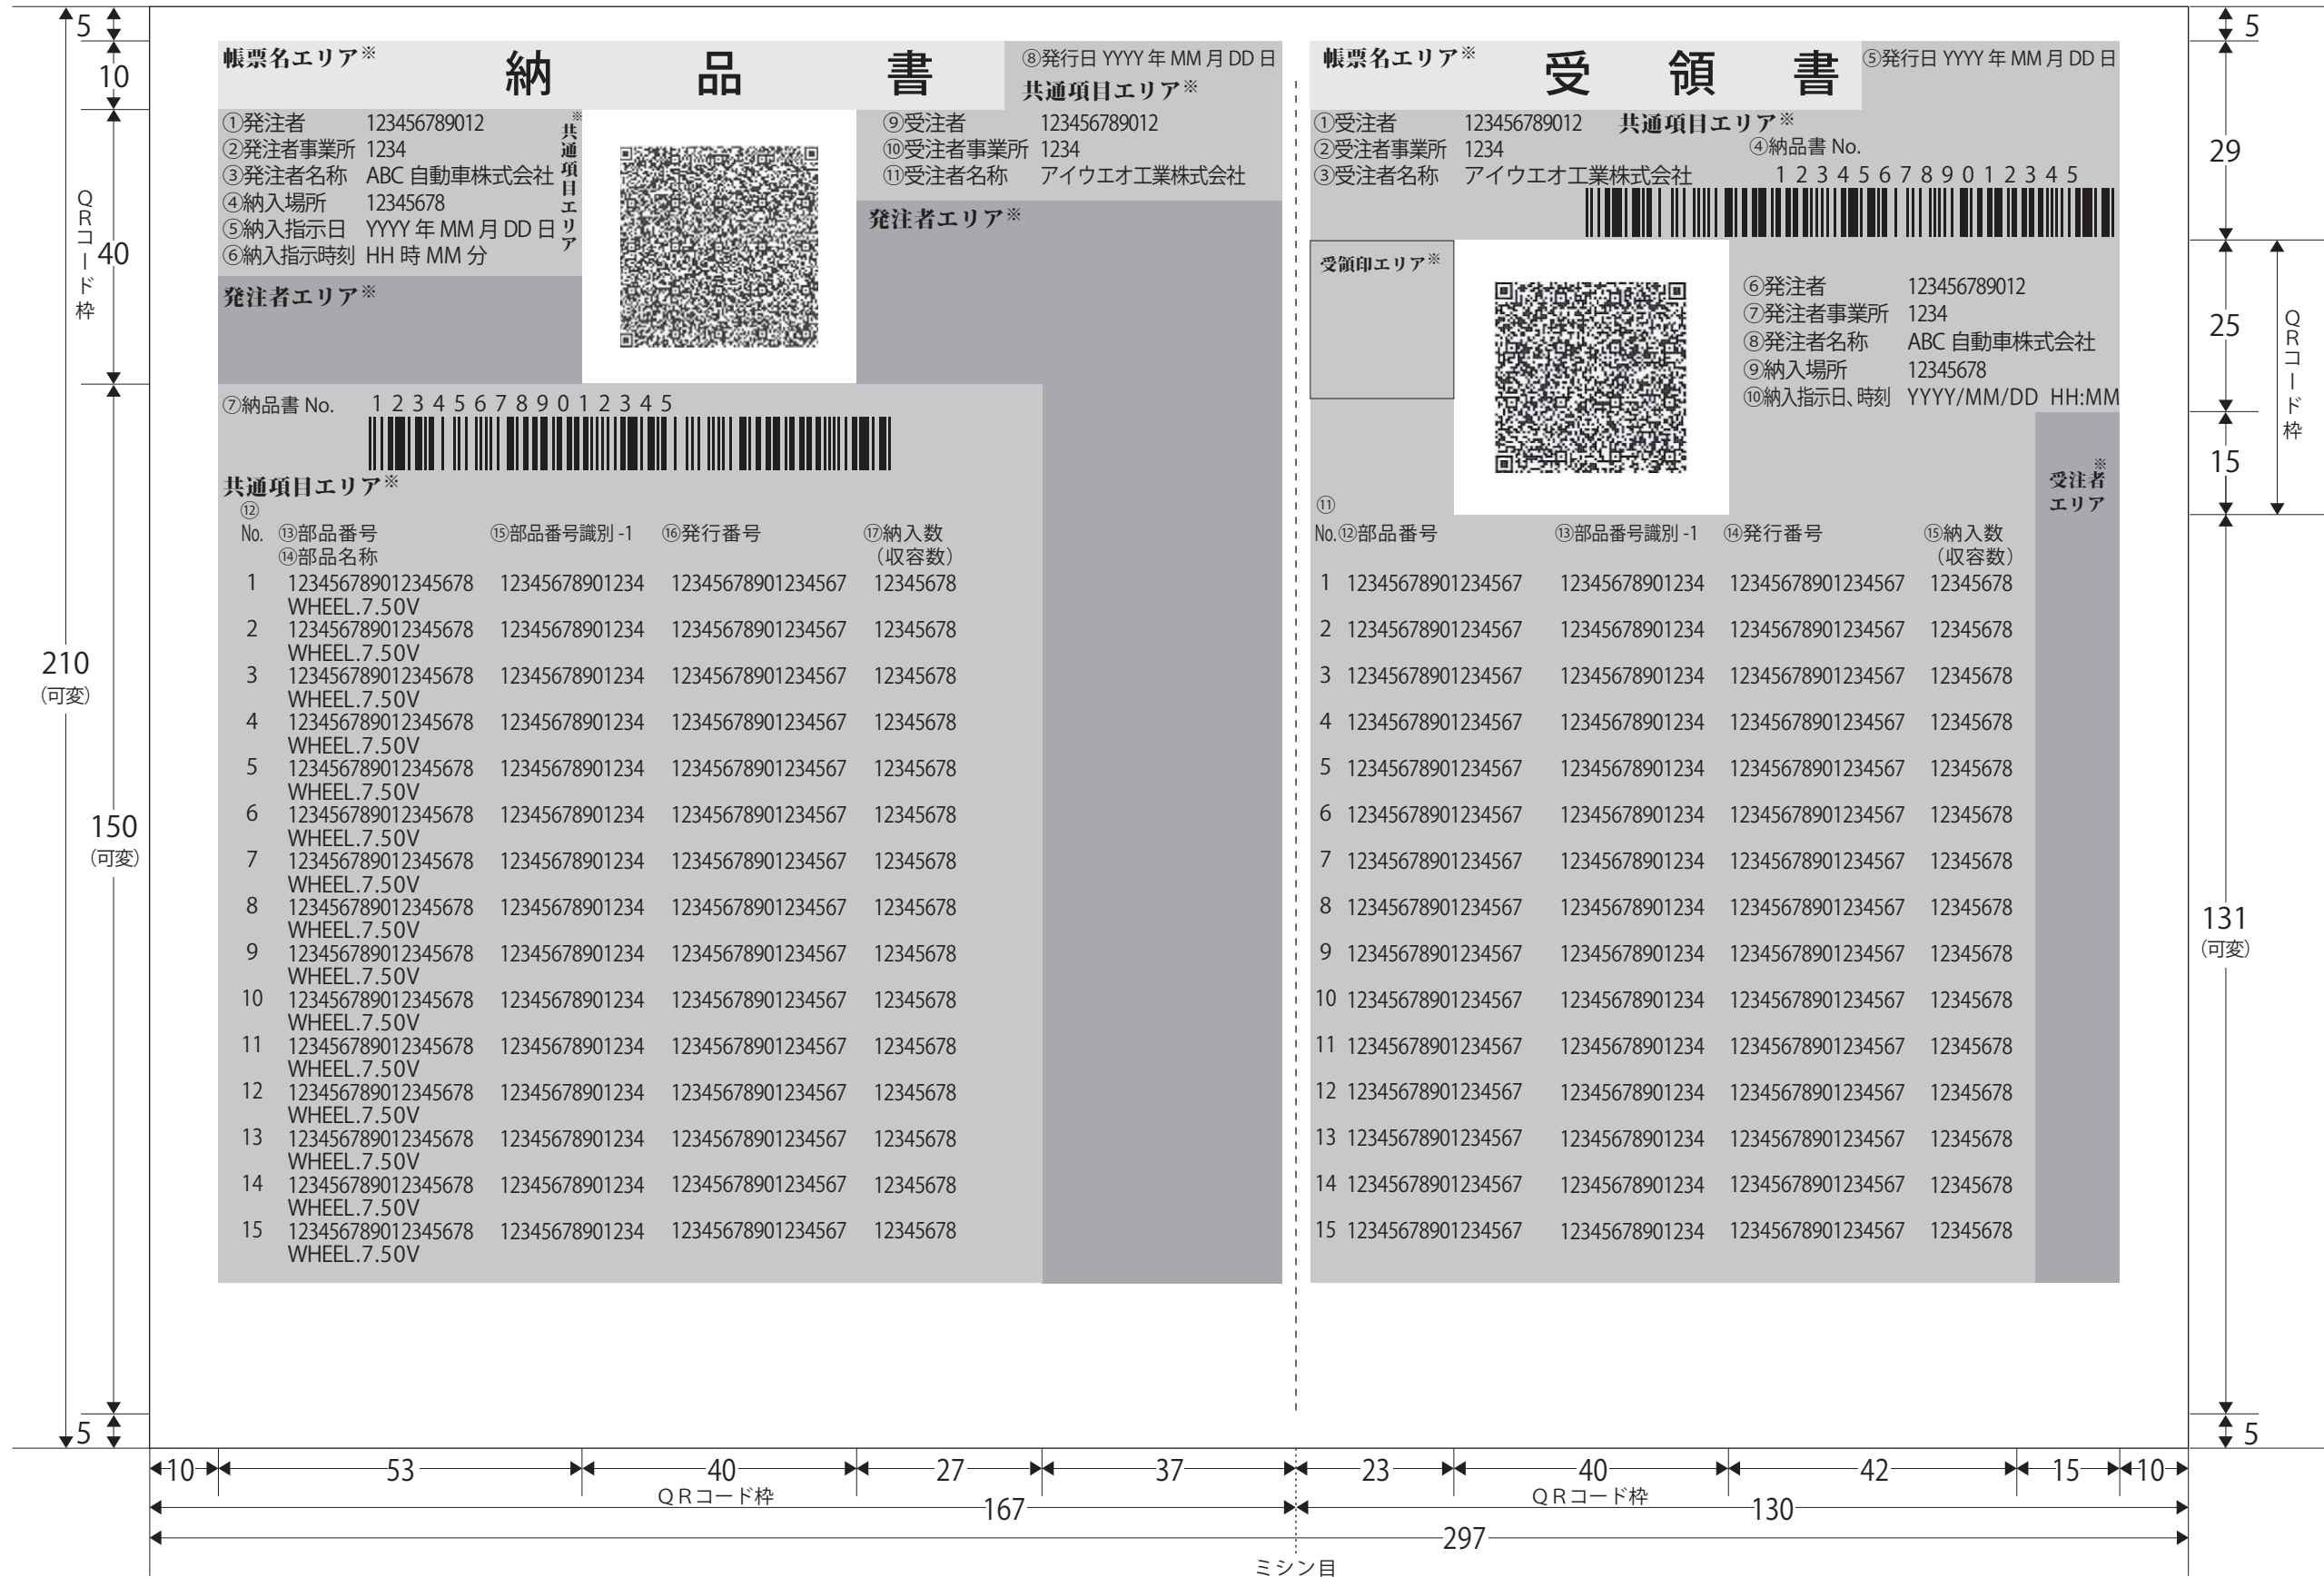 5
10
QRコード枠
40
210
(可変)
150
(可変)
5
帳票名エリア※
納品書
⑧発行日 YYYY 年 MM 月 DD 日
共通項目エリア※
①発注者 123456789012
②発注者事業所 1234
③発注者名称 ABC 自動車株式会社
④納入場所 12345678
⑤納入指示日 YYYY 年 MM 月 DD 日
⑥納入指示時刻 HH 時 MM 分
※共通項目エリア
発注者エリア※
⑨受注者 123456789012
⑩受注者事業所 1234
⑪受注者名称 アイウエオ工業株式会社
発注者エリア※
⑦納品書 No. 123456789012345
共通項目エリア※
⑫
No. ⑬部品番号 ⑮部品番号識別 -1 ⑯発行番号 ⑰納入数
⑭部品名称 (収容数)
1 123456789012345678 12345678901234 12345678901234567 12345678
WHEEL.7.50V
2 123456789012345678 12345678901234 12345678901234567 12345678
WHEEL.7.50V
3 123456789012345678 12345678901234 12345678901234567 12345678
WHEEL.7.50V
4 123456789012345678 12345678901234 12345678901234567 12345678
WHEEL.7.50V
5 123456789012345678 12345678901234 12345678901234567 12345678
WHEEL.7.50V
6 123456789012345678 12345678901234 12345678901234567 12345678
WHEEL.7.50V
7 123456789012345678 12345678901234 12345678901234567 12345678
WHEEL.7.50V
8 123456789012345678 12345678901234 12345678901234567 12345678
WHEEL.7.50V
9 123456789012345678 12345678901234 12345678901234567 12345678
WHEEL.7.50V
10 123456789012345678 12345678901234 12345678901234567 12345678
WHEEL.7.50V
11 123456789012345678 12345678901234 12345678901234567 12345678
WHEEL.7.50V
12 123456789012345678 12345678901234 12345678901234567 12345678
WHEEL.7.50V
13 123456789012345678 12345678901234 12345678901234567 12345678
WHEEL.7.50V
14 123456789012345678 12345678901234 12345678901234567 12345678
WHEEL.7.50V
15 123456789012345678 12345678901234 12345678901234567 12345678
WHEEL.7.50V
帳票名エリア※
受領書
⑤発行日 YYYY 年 MM 月 DD 日
①受注者 123456789012 共通項目エリア※
②受注者事業所 1234 ④納品書 No.
③受注者名称 アイウエオ工業株式会社 123456789012345
受領印エリア※
⑥発注者 123456789012
⑦発注者事業所 1234
⑧発注者名称 ABC 自動車株式会社
⑨納入場所 12345678
⑩納入指示日、時刻 YYYY/MM/DD HH:MM
※
受注者
エリア
⑪
No. ⑫部品番号 ⑬部品番号識別 -1 ⑭発行番号 ⑮納入数
(収容数)
1 12345678901234567 12345678901234 12345678901234567 12345678
2 12345678901234567 12345678901234 12345678901234567 12345678
3 12345678901234567 12345678901234 12345678901234567 12345678
4 12345678901234567 12345678901234 12345678901234567 12345678
5 12345678901234567 12345678901234 12345678901234567 12345678
6 12345678901234567 12345678901234 12345678901234567 12345678
7 12345678901234567 12345678901234 12345678901234567 12345678
8 12345678901234567 12345678901234 12345678901234567 12345678
9 12345678901234567 12345678901234 12345678901234567 12345678
10 12345678901234567 12345678901234 12345678901234567 12345678
11 12345678901234567 12345678901234 12345678901234567 12345678
12 12345678901234567 12345678901234 12345678901234567 12345678
13 12345678901234567 12345678901234 12345678901234567 12345678
14 12345678901234567 12345678901234 12345678901234567 12345678
15 12345678901234567 12345678901234 12345678901234567 12345678
5
29
25
15
QRコード枠
131
(可変)
5
10 53 40 27 37 23 40 42 15 10
QRコード枠 QRコード枠
167 130
297
ミシン目